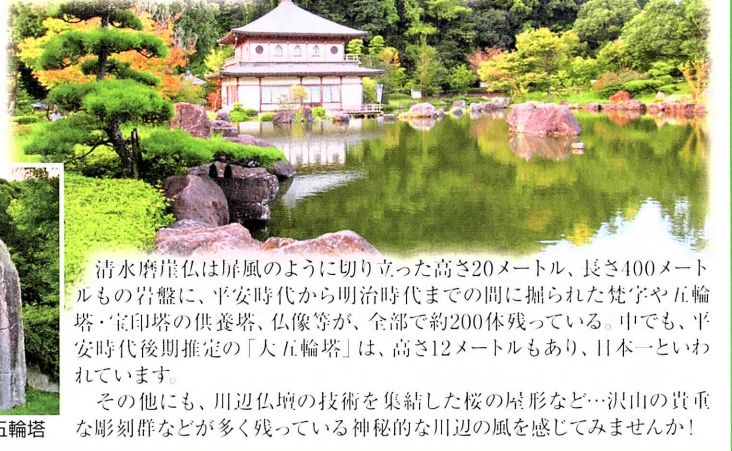 清水磨崖仏は屏風のように切り立った高さ20メートル、長さ400メート
ルもの岩盤に、平安時代から明治時代までの間に掘られた梵字や五輪
塔・宝印塔の供養塔、仏像等が、全部で約200体残っている。中でも、平
安時代後期推定の「大五輪塔」は、高さ12メートルもあり、日本一といわ
れています。
その他にも、川辺仏壇の技術を集結した桜の屋形など…沢山の貴重
な彫刻群などが多く残っている神秘的な川辺の風を感じてみませんか！
五輪塔